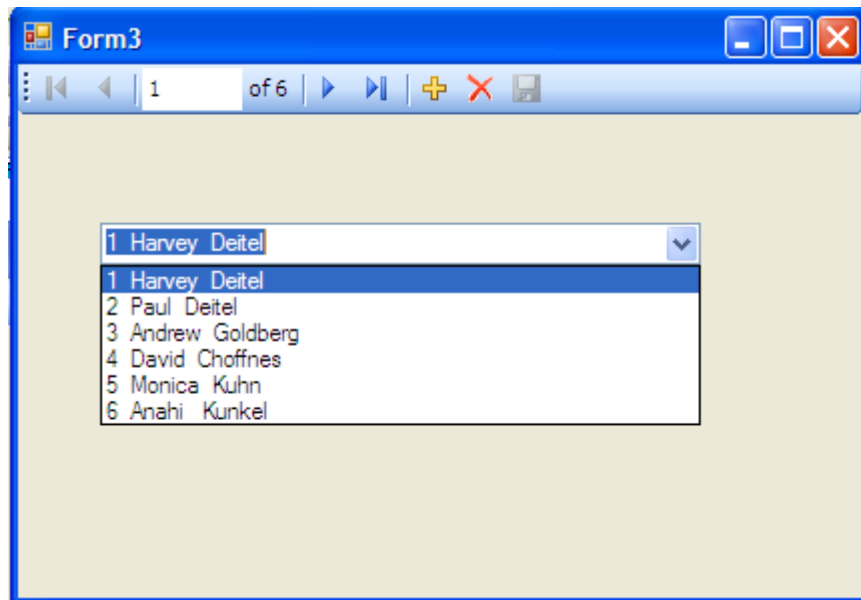 Form3
1 of 6
1 Harvey Deitel
1 Harvey Deitel
2 Paul Deitel
3 Andrew Goldberg
4 David Choffnes
5 Monica Kuhn
6 Anahi Kunkel